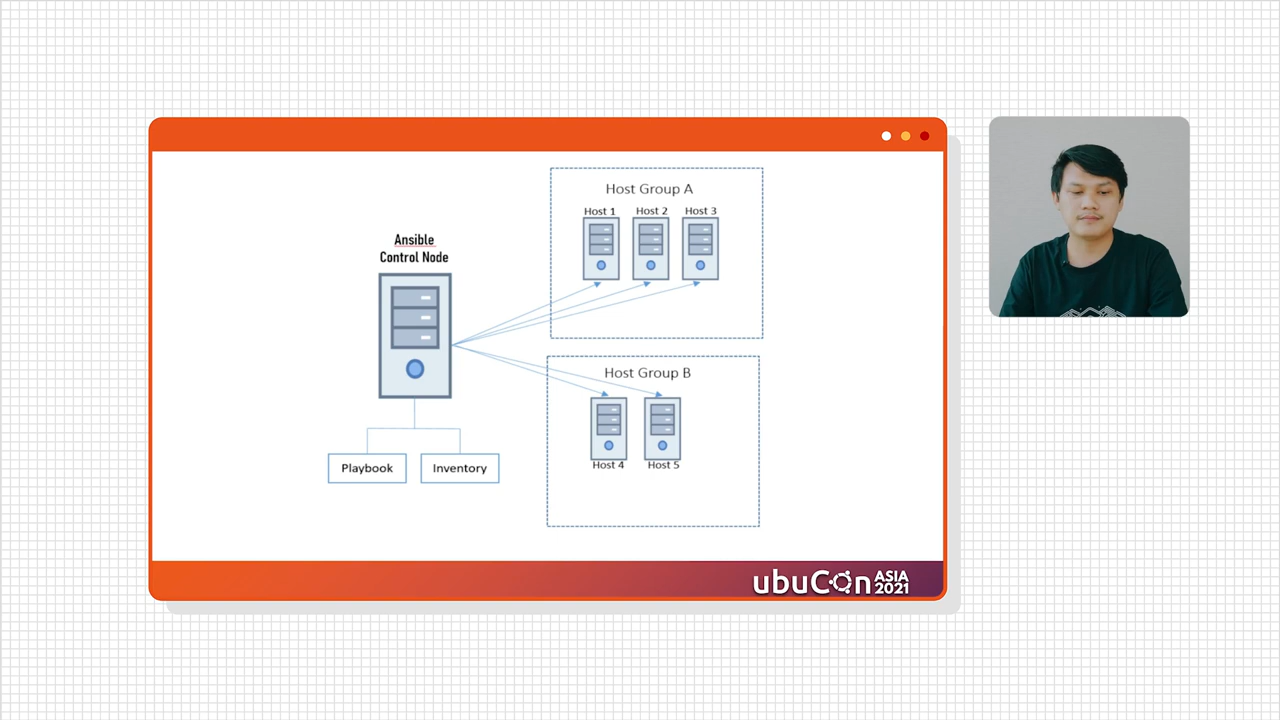 Ansible
Control Node
Playbook
Inventory
Host Group A
Host 1
Host 2
Host 3
Host Group B
Host 4
Host 5
ubuCon ASIA 2021